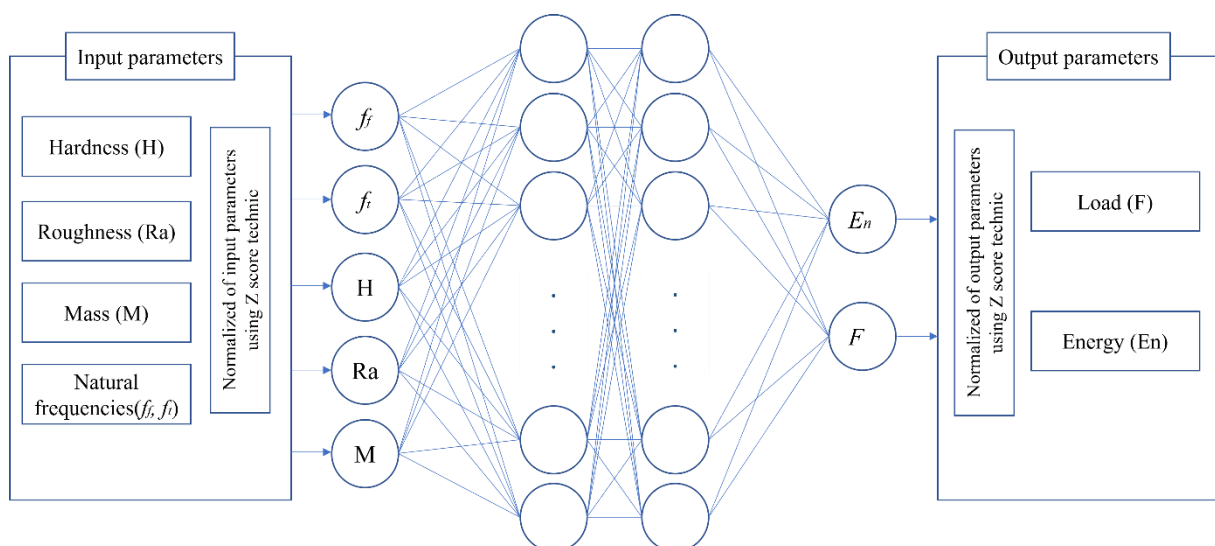 Input parameters
Hardness (H)
Roughness (Ra)
Mass (M)
Natural
frequencies(ff, ft)
Normalized of input parameters
using Z score technic
ff
ft
H
Ra
M
En
F
Output parameters
Normalized of output parameters
using Z score technic
Load (F)
Energy (En)